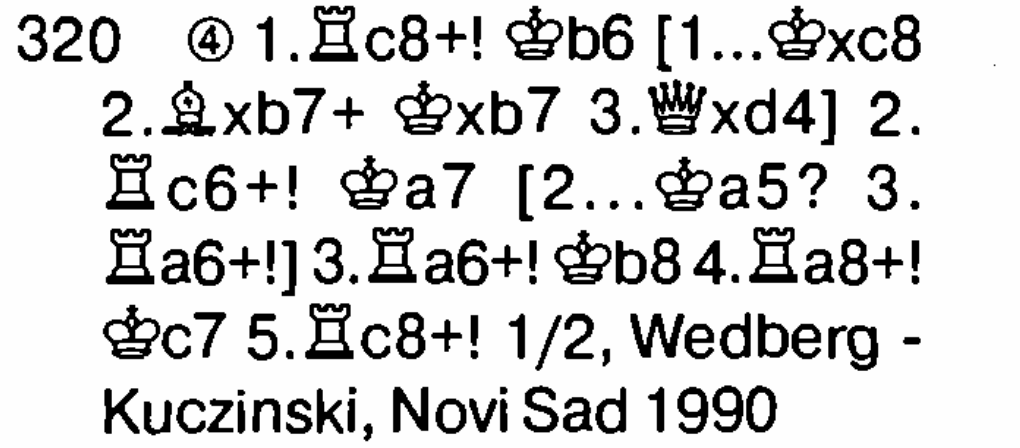 320 ④ 1.♖c8+! ♔b6 [1...♔xc8
2.♗xb7+ ♔xb7 3.♕xd4] 2.
♖c6+! ♔a7 [2...♔a5? 3.
♖a6+!] 3.♖a6+! ♔b8 4.♖a8+!
♔c7 5.♖c8+! 1/2, Wedberg -
Kuczinski, Novi Sad 1990